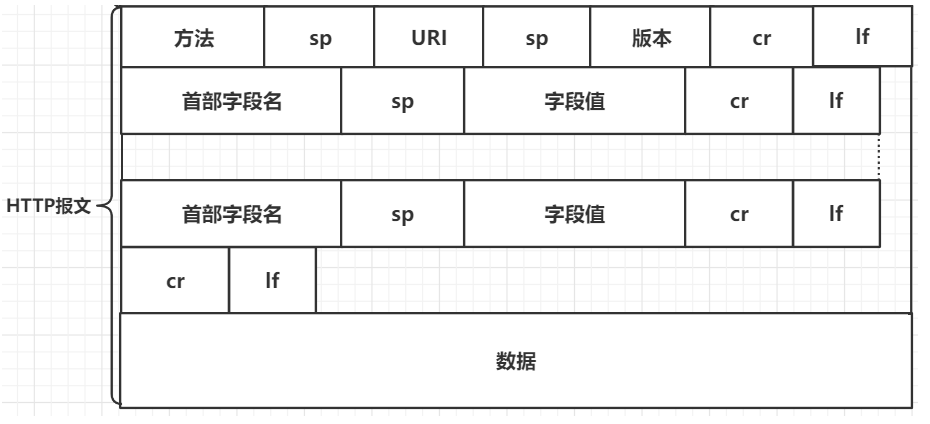 方法 sp URI sp 版本 cr lf
首部字段名 sp 字段值 cr lf
HTTP报文
首部字段名 sp 字段值 cr lf
cr lf
数据